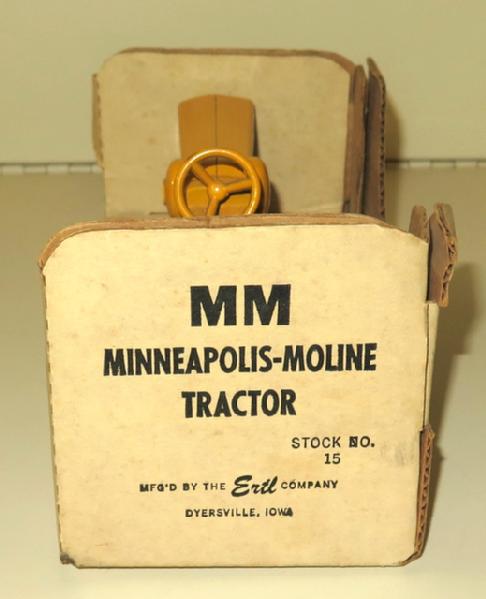 MM
MINNEAPOLIS-MOLINE
TRACTOR
STOCK NO.
15
MFG'D BY THE Ertl COMPANY
DYERSVILLE, IOWA